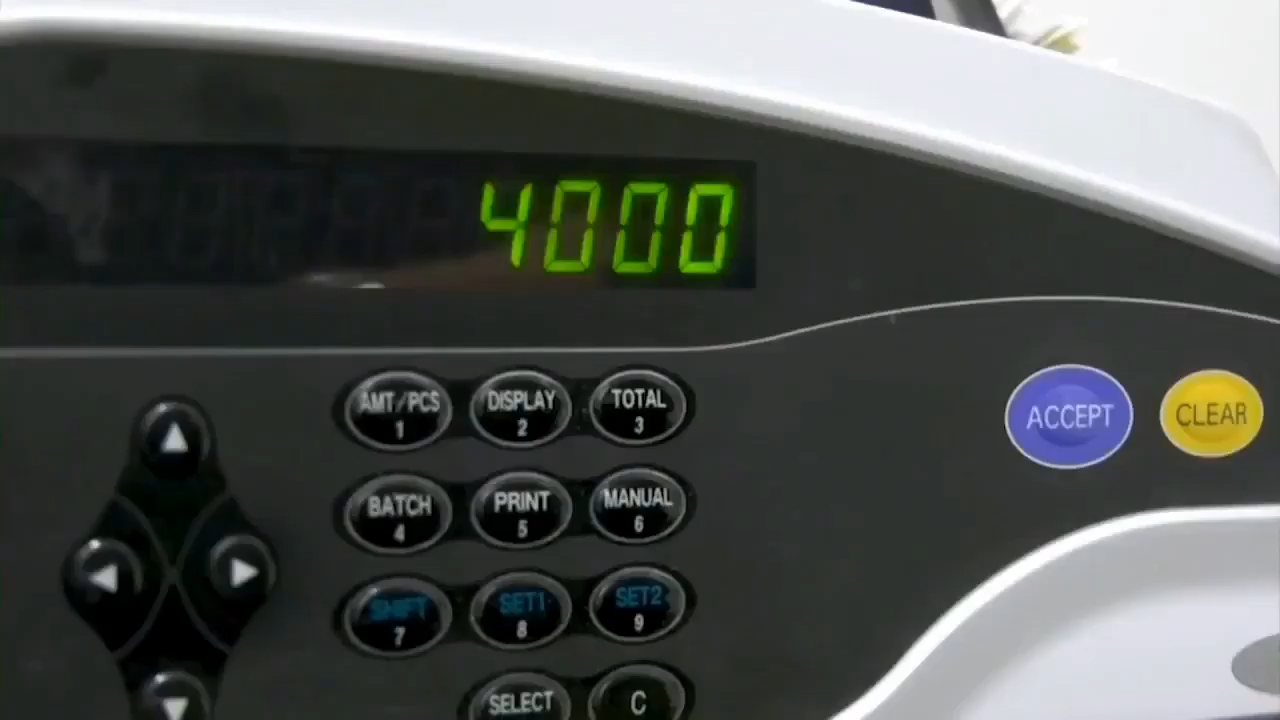 4000
AMT/PCS DISPLAY TOTAL
1 2 3
ACCEPT CLEAR
BATCH PRINT MANUAL
4 5 6
SHIFT SET1 SET2
7 8 9
SELECT C